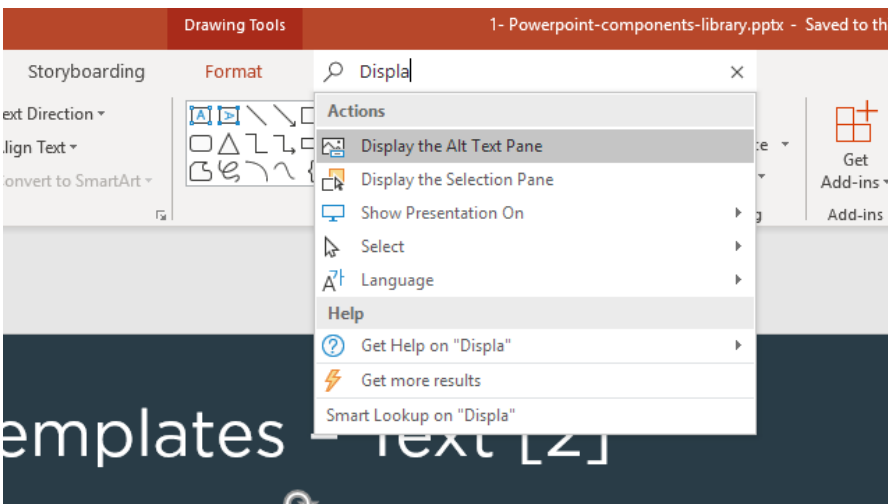 Drawing Tools
1- Powerpoint-components-library.pptx - Saved to th
Storyboarding
Format
Displa
ext Direction
lign Text
onvert to SmartArt
Actions
Display the Alt Text Pane
Display the Selection Pane
Show Presentation On
Select
Language
Help
Get Help on "Displa"
Get more results
Smart Lookup on "Displa"
Get
Add-ins
Add-ins
emplates - Text [2]